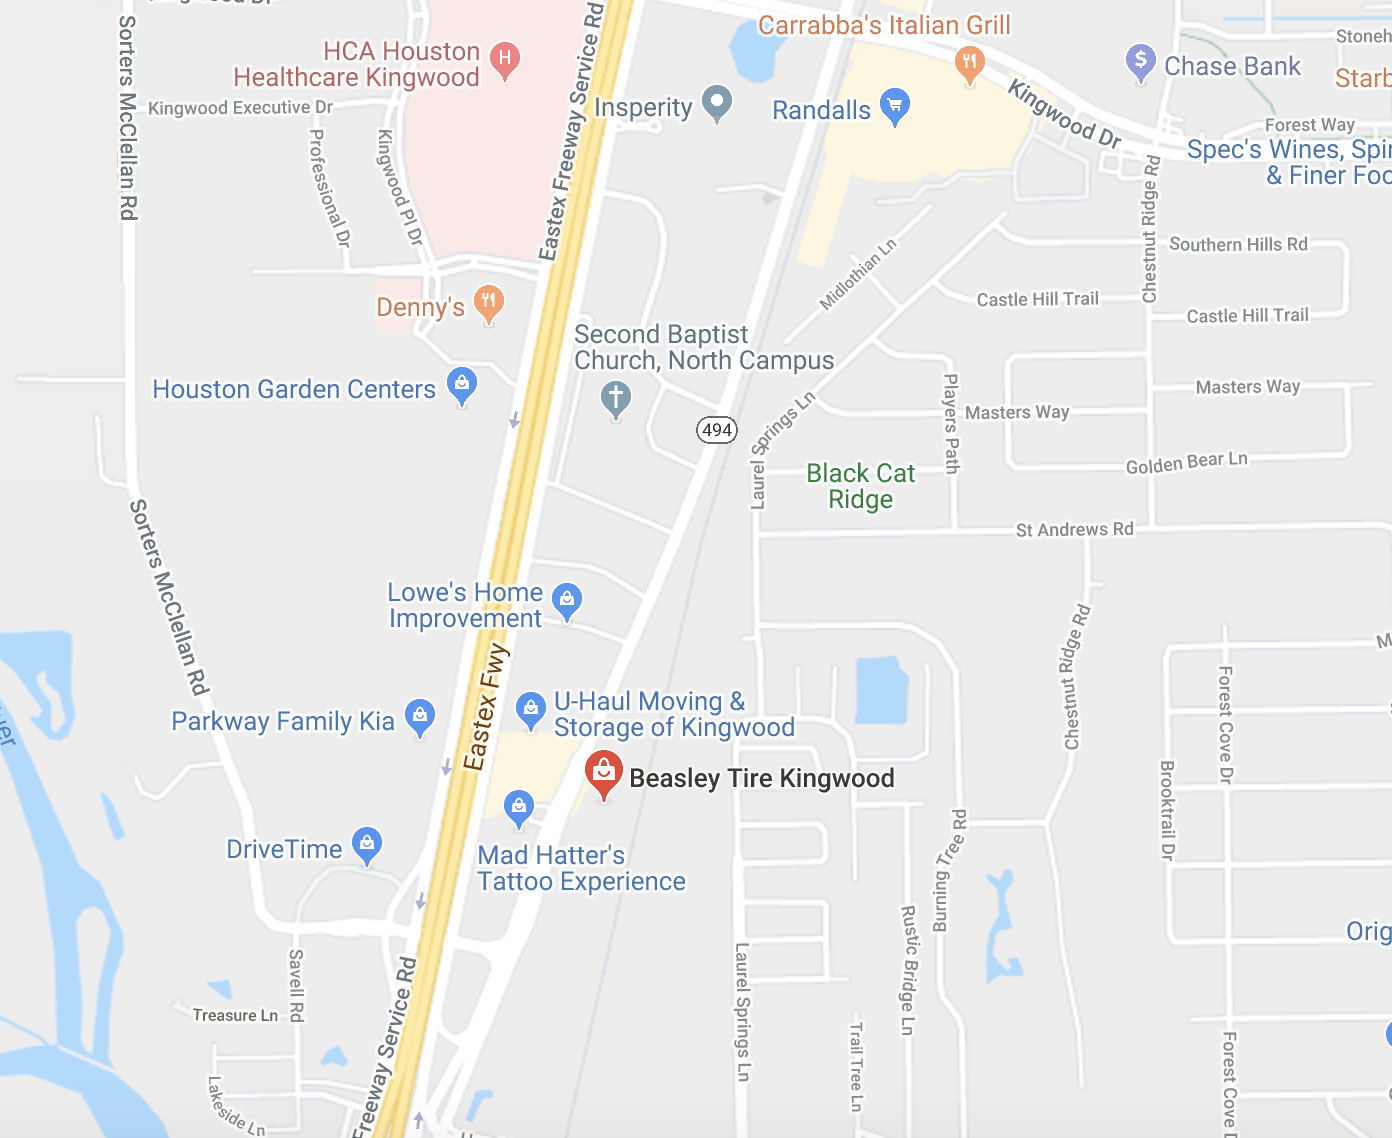 Sorters McClellan Rd
HCA Houston
Healthcare Kingwood
H
Eastex Freeway Service Rd
Carrabba's Italian Grill
Stoneh
Chase Bank
$
Starb
Kingwood Executive Dr
Insperity
Randalls
Kingwood Dr
Forest Way
Professional Dr
Kingwood Pl Dr
Spec's Wines, Spir
& Finer Foo
Chestnut Ridge Rd
Southern Hills Rd
Midlothian Ln
Castle Hill Trail
Castle Hill Trail
Denny's
Second Baptist
Church, North Campus
Houston Garden Centers
Players Path
Masters Way
Masters Way
494
Laurel Springs Ln
Golden Bear Ln
Black Cat
Ridge
Sorters McClellan Rd
St Andrews Rd
Lowe's Home
Improvement
Chestnut Ridge Rd
M
Eastex Fwy
Forest Cove Dr
U-Haul Moving &
Storage of Kingwood
Parkway Family Kia
Beasley Tire Kingwood
Brooktrail Dr
DriveTime
Mad Hatter's
Tattoo Experience
Burning Tree Rd
Rustic Bridge Ln
Orig
Savell Rd
Laurel Springs Ln
Freeway Service Rd
Treasure Ln
Trail Tree Ln
Forest Cove D
Lakeside Ln